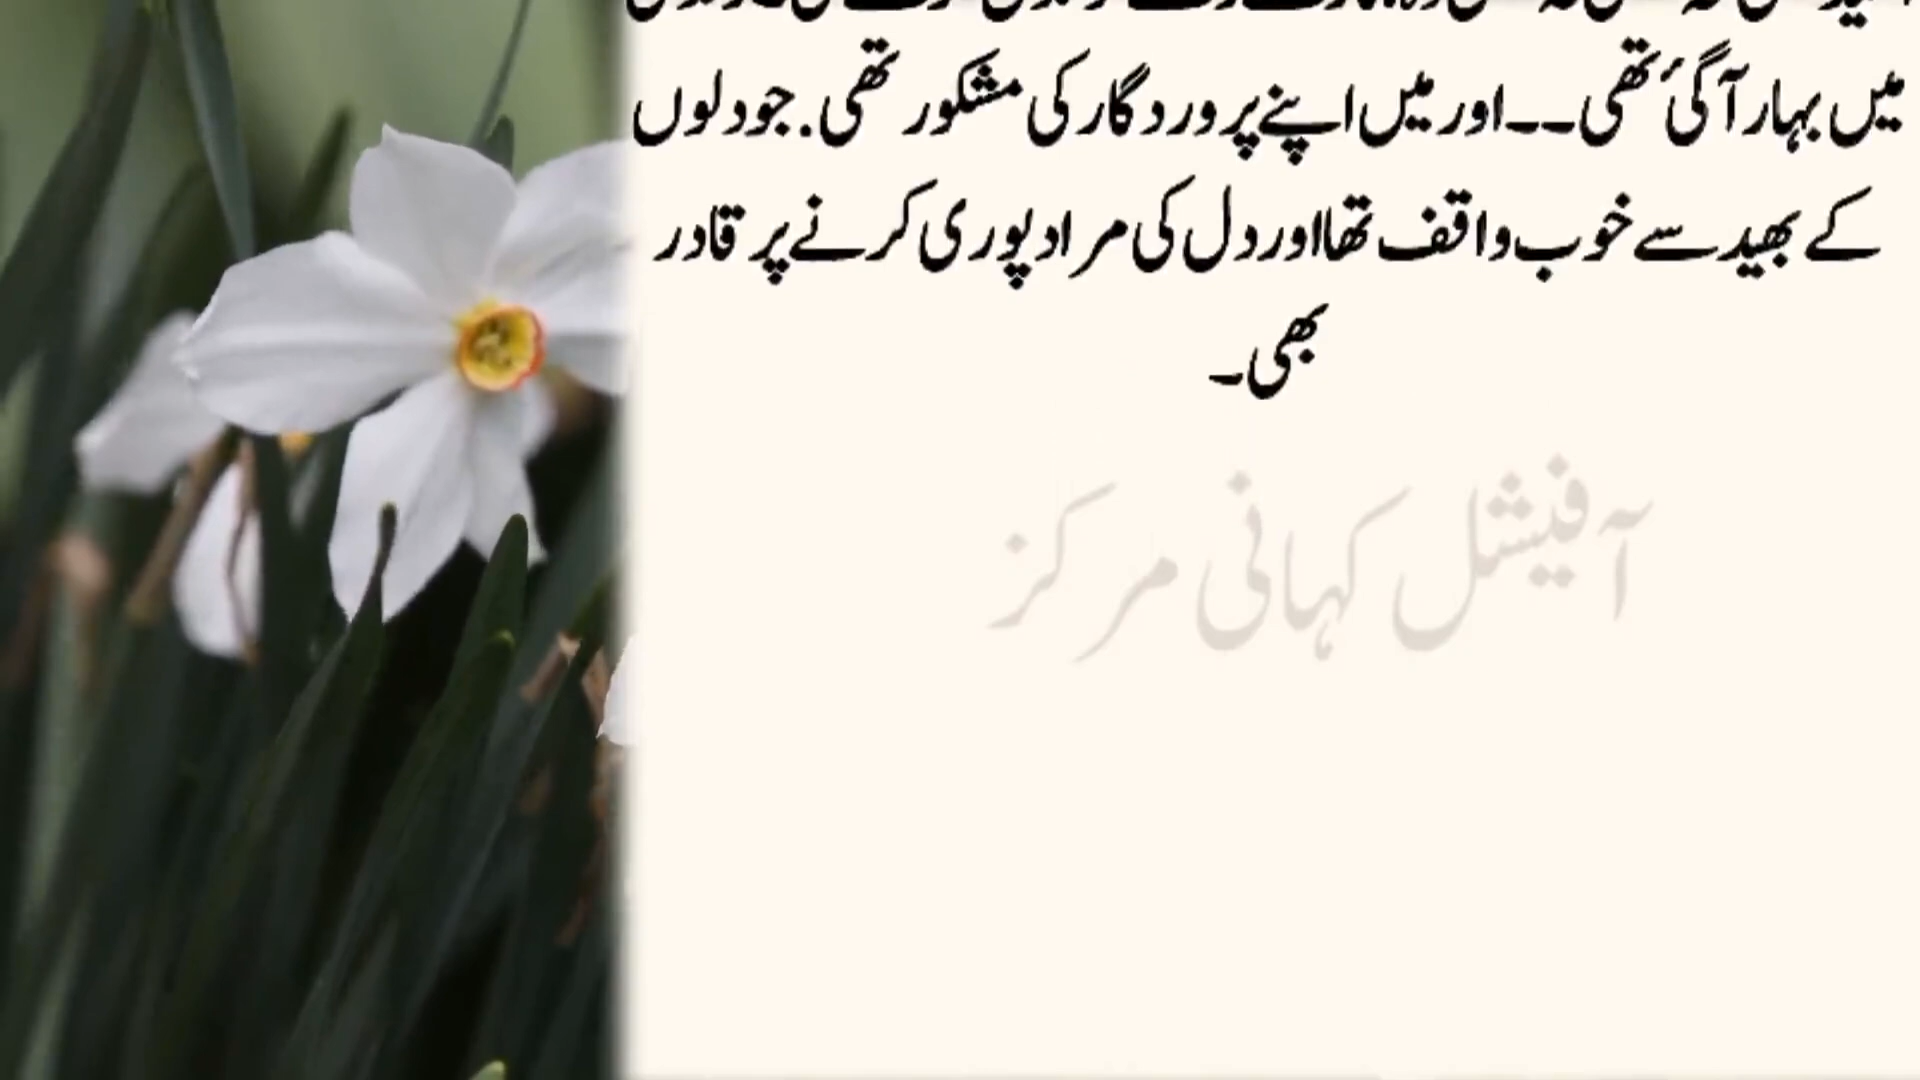 میں بہار آگئ تھی۔۔اور میں اپنے پروردگار کی مشکور تھی. جو دلوں
کے بھید سے خوب واقف تھا اور دل کی مراد پوری کرنے پر قادر
بھی۔
آفیشل کہانی مرکز